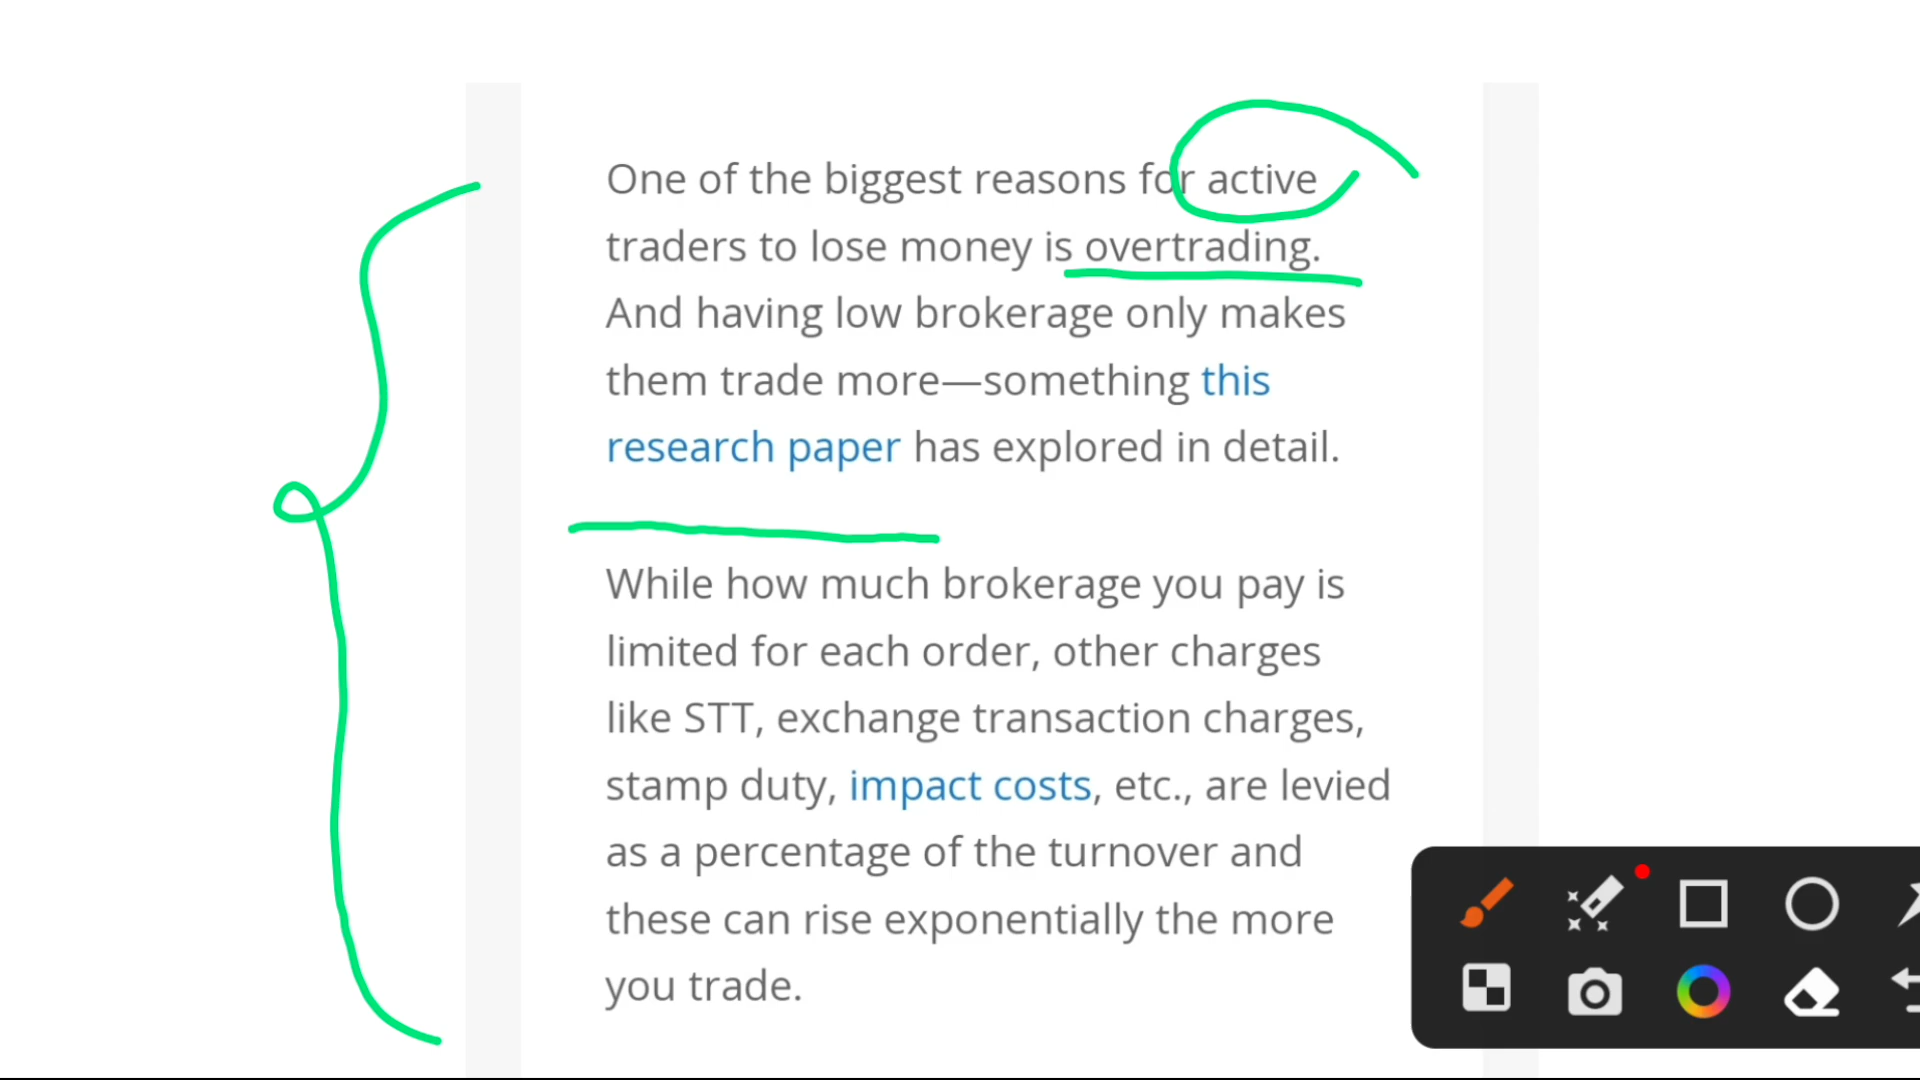 One of the biggest reasons for active
traders to lose money is overtrading.
And having low brokerage only makes
them trade more—something this
research paper has explored in detail.
While how much brokerage you pay is
limited for each order, other charges
like STT, exchange transaction charges,
stamp duty, impact costs, etc., are levied
as a percentage of the turnover and
these can rise exponentially the more
you trade.